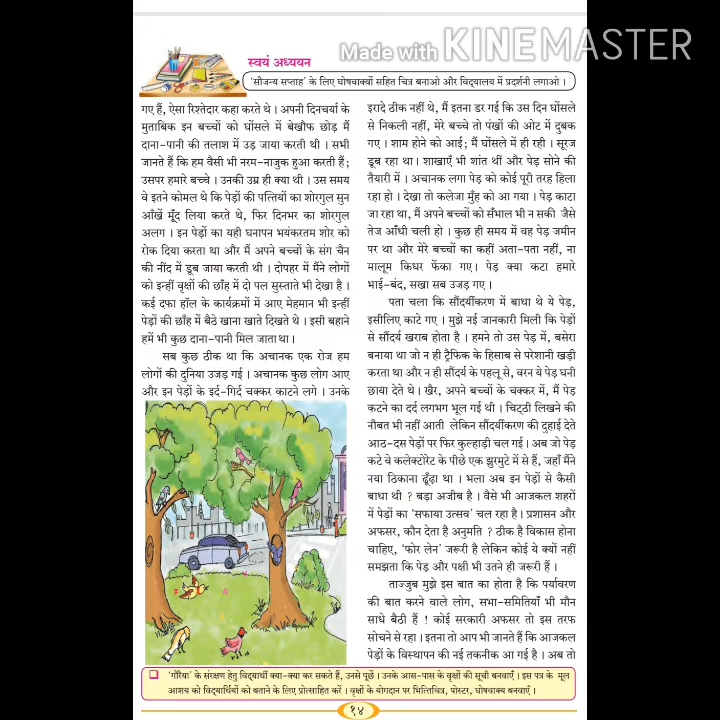 Made with KINEMASTER
स्वयं अध्ययन
'सौजन्य सप्ताह' के लिए घोषवाक्यों सहित चित्र बनाओ और विद्यालय में प्रदर्शनी लगाओ ।
गए हैं, ऐसा रिश्तेदार कहा करते थे । अपनी दिनचर्या के
मुताबिक इन बच्चों को घोंसले में बेखौफ छोड़ मैं
दाना-पानी की तलाश में उड़ जाया करती थी । सभी
जानते हैं कि हम वैसी भी नरम-नाजुक हुआ करती हैं;
उसपर हमारे बच्चे । उनकी उम्र ही क्या थी । उस समय
वे इतने कोमल थे कि पेड़ों की पत्तियों का शोरगुल सुन
आँखें मूँद लिया करते थे, फिर दिनभर का शोरगुल
अलग । इन पेड़ों का यही घनापन भयंकरतम शोर को
रोक दिया करता था और मैं अपने बच्चों के संग चैन
की नींद में डूब जाया करती थी । दोपहर में मैंने लोगों
को इन्हीं वृक्षों की छाँह में दो पल सुस्ताते भी देखा है ।
कई दफा हॉल के कार्यक्रमों में आए मेहमान भी इन्हीं
पेड़ों की छाँह में बैठे खाना खाते दिखते थे । इसी बहाने
हमें भी कुछ दाना-पानी मिल जाता था ।
सब कुछ ठीक था कि अचानक एक रोज हम
लोगों की दुनिया उजड़ गई । अचानक कुछ लोग आए
और इन पेड़ों के इर्द-गिर्द चक्कर काटने लगे । उनके
इरादे ठीक नहीं थे, मैं इतना डर गई कि उस दिन घोंसले
से निकली नहीं, मेरे बच्चे तो पंखों की ओट में दुबक
गए । शाम होने को आई; मैं घोंसले में ही रही । सूरज
डूब रहा था । शाखाएँ भी शांत थीं और पेड़ सोने की
तैयारी में । अचानक लगा पेड़ को कोई पूरी तरह हिला
रहा हो । देखा तो कलेजा मुँह को आ गया । पेड़ काटा
जा रहा था, मैं अपने बच्चों को सँभाल भी न सकी जैसे
तेज आँधी चली हो । कुछ ही समय में वह पेड़ जमीन
पर था और मेरे बच्चों का कहीं अता-पता नहीं, ना
मालूम किधर फेंका गए। पेड़ क्या कटा हमारे
भाई-बंद, सखा सब उजड़ गए ।
पता चला कि सौंदर्यीकरण में बाधा थे ये पेड़,
इसीलिए काटे गए । मुझे नई जानकारी मिली कि पेड़ों
से सौंदर्य खराब होता है । हमने तो उस पेड़ में, बसेरा
बनाया था जो न ही ट्रैफिक के हिसाब से परेशानी खड़ी
करता था और न ही सौंदर्य के पहलू से, वरन ये पेड़ घनी
छाया देते थे । खैर, अपने बच्चों के चक्कर में, मैं पेड़
कटने का दर्द लगभग भूल गई थी । चिट्ठी लिखने की
नौबत भी नहीं आती लेकिन सौंदर्यीकरण की दुहाई देते
आठ-दस पेड़ों पर फिर कुल्हाड़ी चल गई । अब जो पेड़
कटे वे कलेक्टोरेट के पीछे एक झुरमुटे में से हैं, जहाँ मैंने
नया ठिकाना ढूँढ़ा था । भला अब इन पेड़ों से कैसी
बाधा थी ? बड़ा अजीब है । वैसे भी आजकल शहरों
में पेड़ों का 'सफाया उत्सव' चल रहा है । प्रशासन और
अफसर, कौन देता है अनुमति ? ठीक है विकास होना
चाहिए, 'फोर लेन' जरूरी है लेकिन कोई ये क्यों नहीं
समझता कि पेड़ और पक्षी भी उतने ही जरूरी हैं ।
ताज्जुब मुझे इस बात का होता है कि पर्यावरण
की बात करने वाले लोग, सभा-समितियाँ भी मौन
साधे बैठी हैं ! कोई सरकारी अफसर तो इस तरफ
सोचने से रहा । इतना तो आप भी जानते हैं कि आजकल
पेड़ों के विस्थापन की नई तकनीक आ गई है । अब तो
'गौरैया' के संरक्षण हेतु विद्यार्थी क्या-क्या कर सकते हैं, उनसे पूछें । उनके आस-पास के वृक्षों की सूची बनवाएँ । इस पत्र के मूल
आशय को विद्यार्थियों को बताने के लिए प्रोत्साहित करें । वृक्षों के योगदान पर भित्तिचित्र, पोस्टर, घोषवाक्य बनवाएँ ।
१४